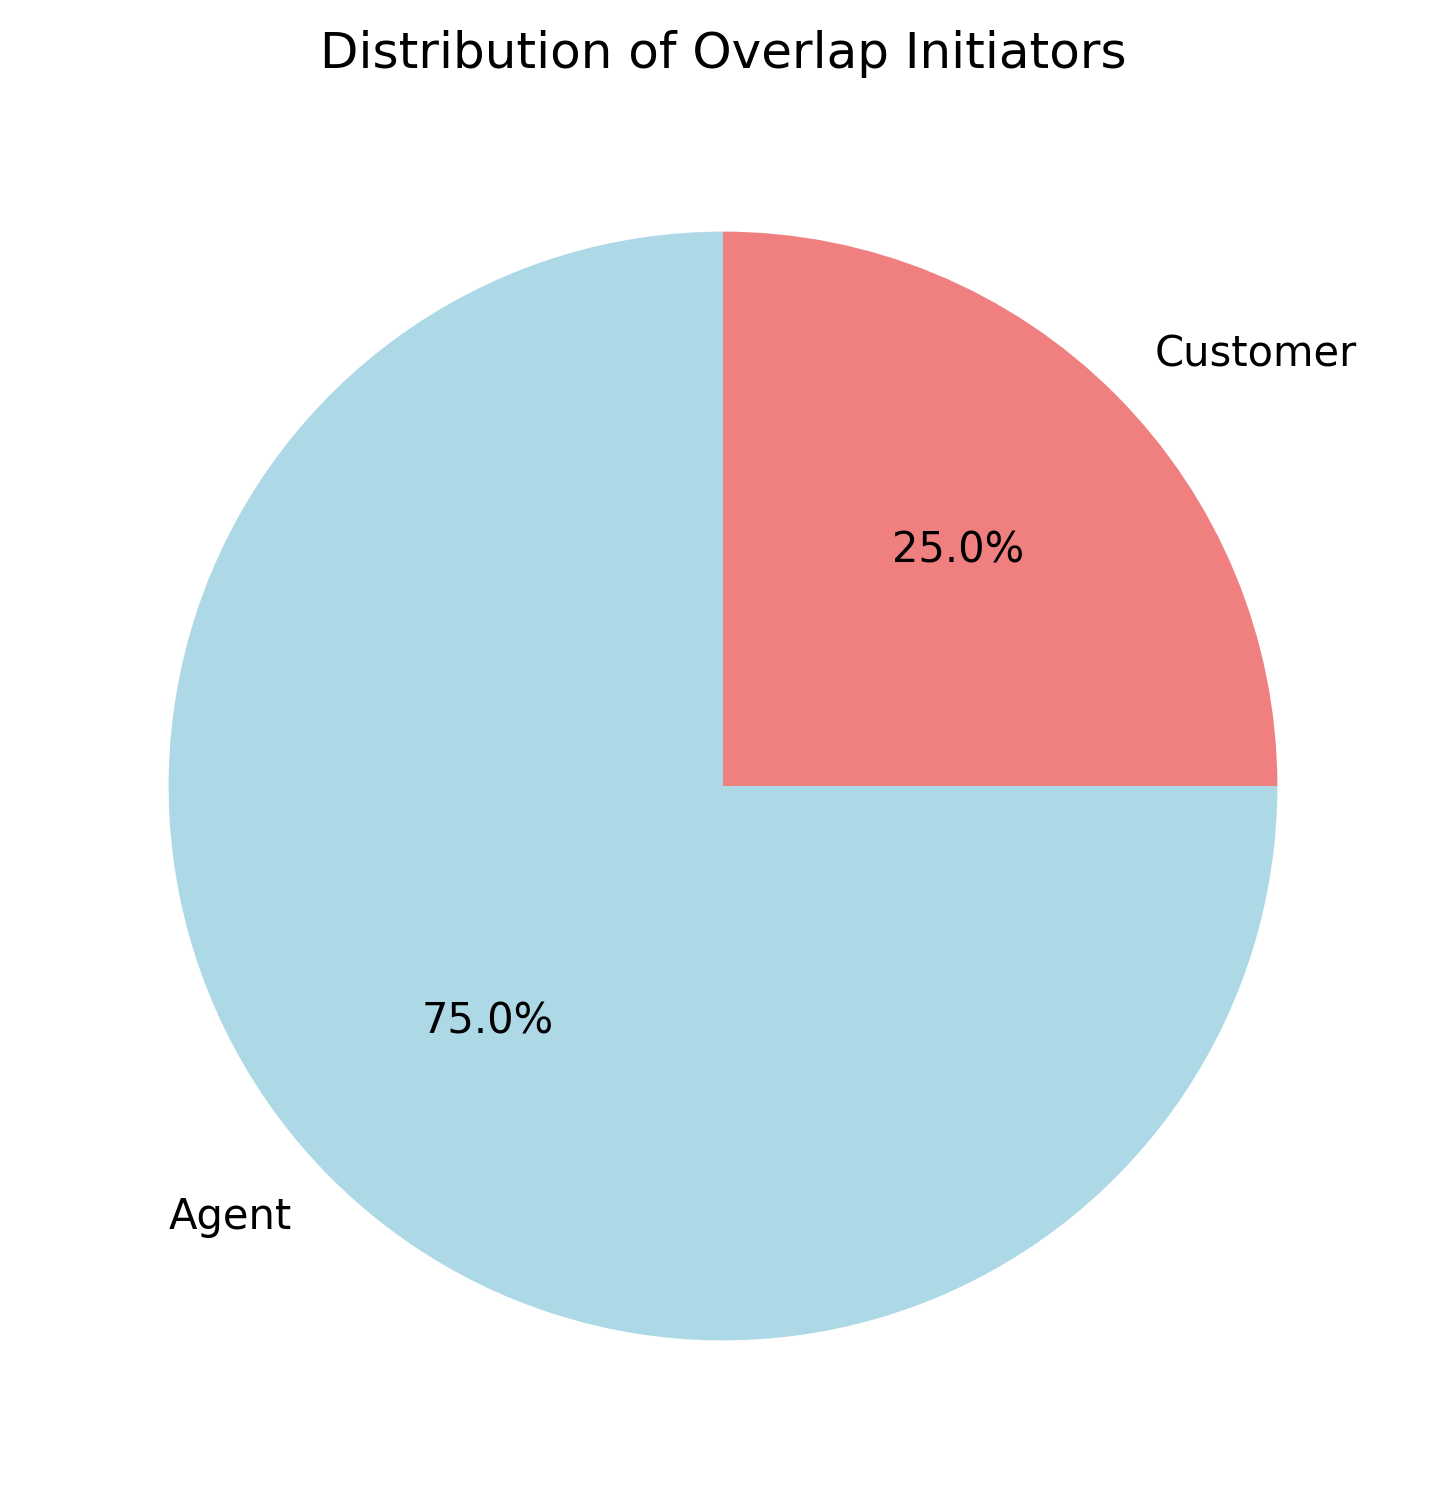 Distribution of Overlap Initiators
Customer
25.0%
75.0%
Agent